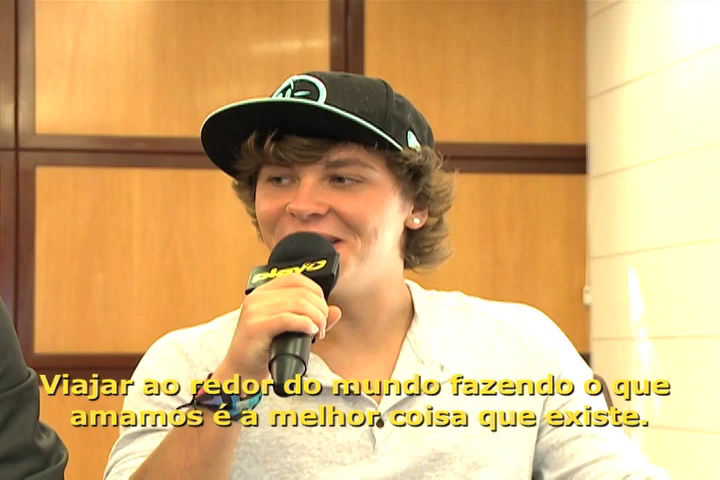 Viajar ao redor do mundo fazendo o que
amamos é a melhor coisa que existe.